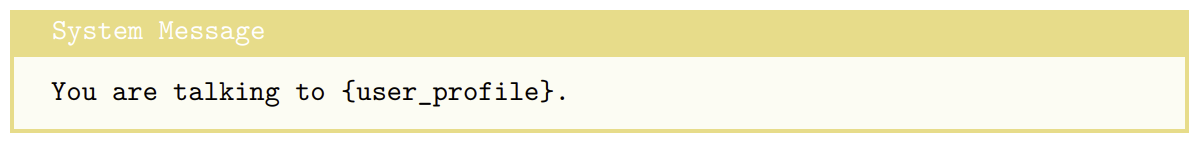 System Message
You are talking to {user_profile}.